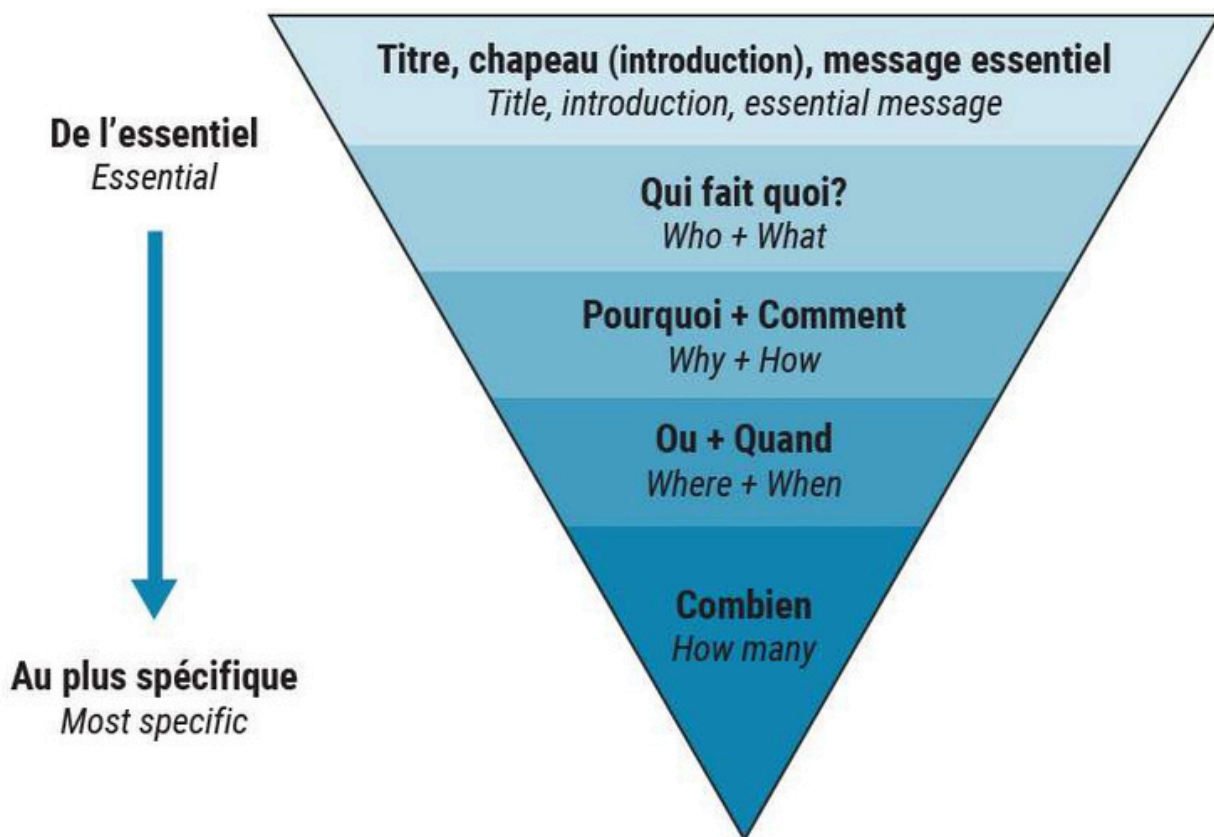 Titre, chapeau (introduction), message essentiel
Title, introduction, essential message
De l'essentiel
Essential
Qui fait quoi?
Who + What
Pourquoi + Comment
Why + How
Ou + Quand
Where + When
Combien
How many
Au plus spécifique
Most specific